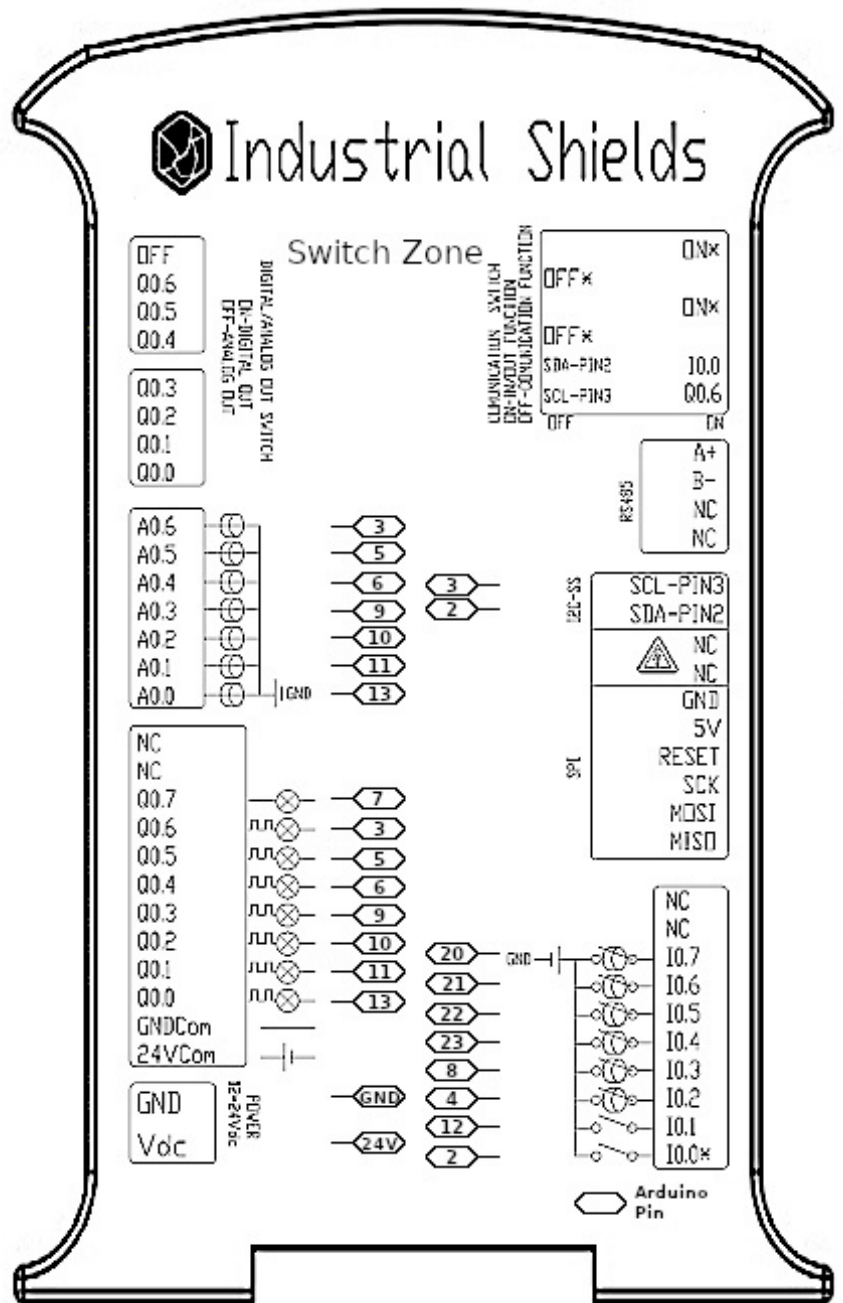 Industrial Shields
Switch Zone
OFF
Q0.6
Q0.5
Q0.4
Q0.3
Q0.2
Q0.1
Q0.0
DIGITAL/ANALOG OUT SWITCH
ON-DIGITAL OUT
OFF-ANALOG OUT
COMUNICATION SWITCH
ON-IN/OUT FUNCTION
OFF-COMUNICATION FUNCTION
ON*
OFF*
ON*
OFF*
SDA-PIN2 I0.0
SCL-PIN3 Q0.6
OFF ON
RS485
A+
B-
NC
NC
A0.6 3
A0.5 5
A0.4 6
A0.3 9
A0.2 10
A0.1 11
A0.0 GND 13
I2C-SS
3 SCL-PIN3
2 SDA-PIN2
NC
NC
SPI
GND
5V
RESET
SCK
MOSI
MISO
NC
NC
Q0.7 7
Q0.6 3
Q0.5 5
Q0.4 6
Q0.3 9
Q0.2 10
Q0.1 11
Q0.0 13
GNDCom
24VCom
NC
NC
20 GND I0.7
21 I0.6
22 I0.5
23 I0.4
8 I0.3
4 I0.2
12 I0.1
2 I0.0*
GND GND
Vdc 24V
POWER
12-24Vdc
Arduino
Pin